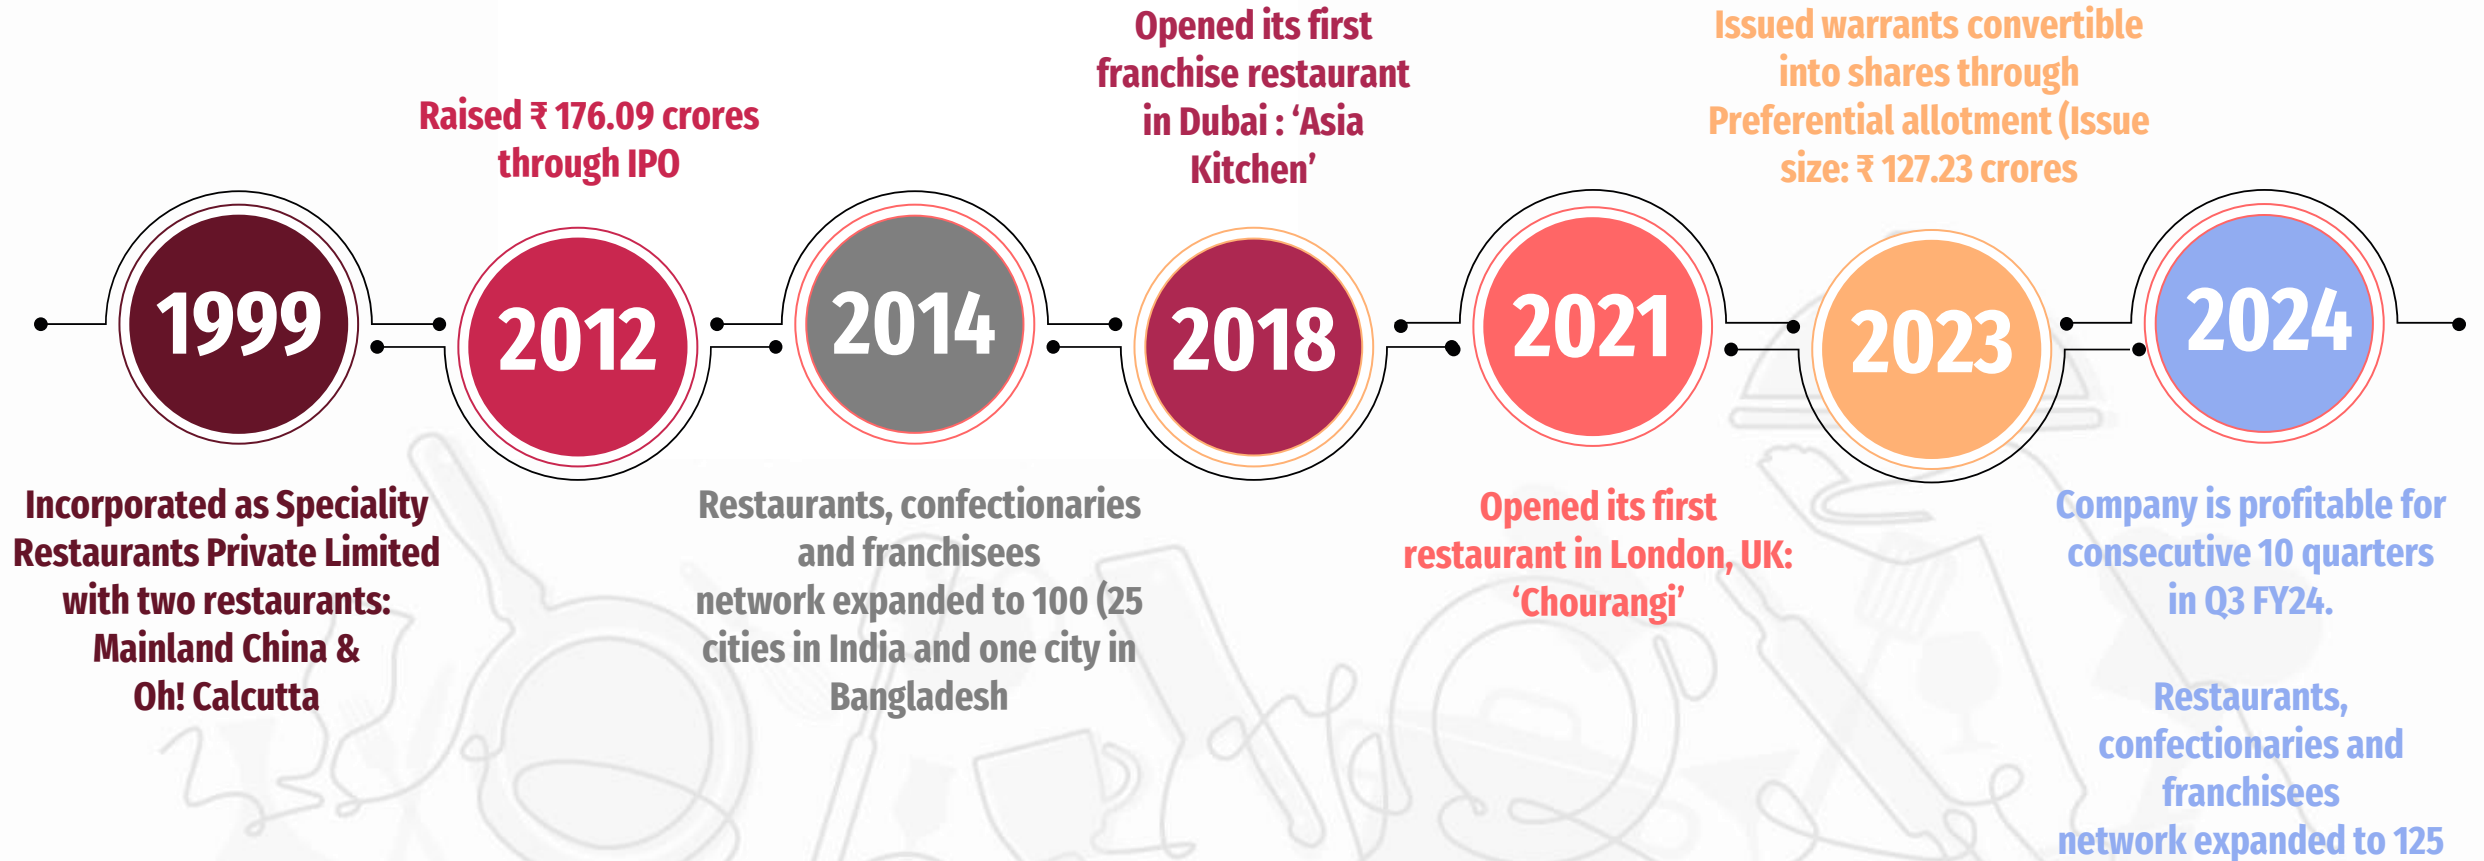 1999
Incorporated as Speciality
Restaurants Private Limited
with two restaurants:
Mainland China &
Oh! Calcutta
Raised ₹ 176.09 crores
through IPO
2012
2014
Restaurants, confectionaries
and franchisees
network expanded to 100 (25
cities in India and one city in
Bangladesh
Opened its first
franchise restaurant
in Dubai : ‘Asia
Kitchen’
2018
2021
Opened its first
restaurant in London, UK:
‘Chourangi’
Issued warrants convertible
into shares through
Preferential allotment (Issue
size: ₹ 127.23 crores
2023
2024
Company is profitable for
consecutive 10 quarters
in Q3 FY24.
Restaurants,
confectionaries and
franchisees
network expanded to 125